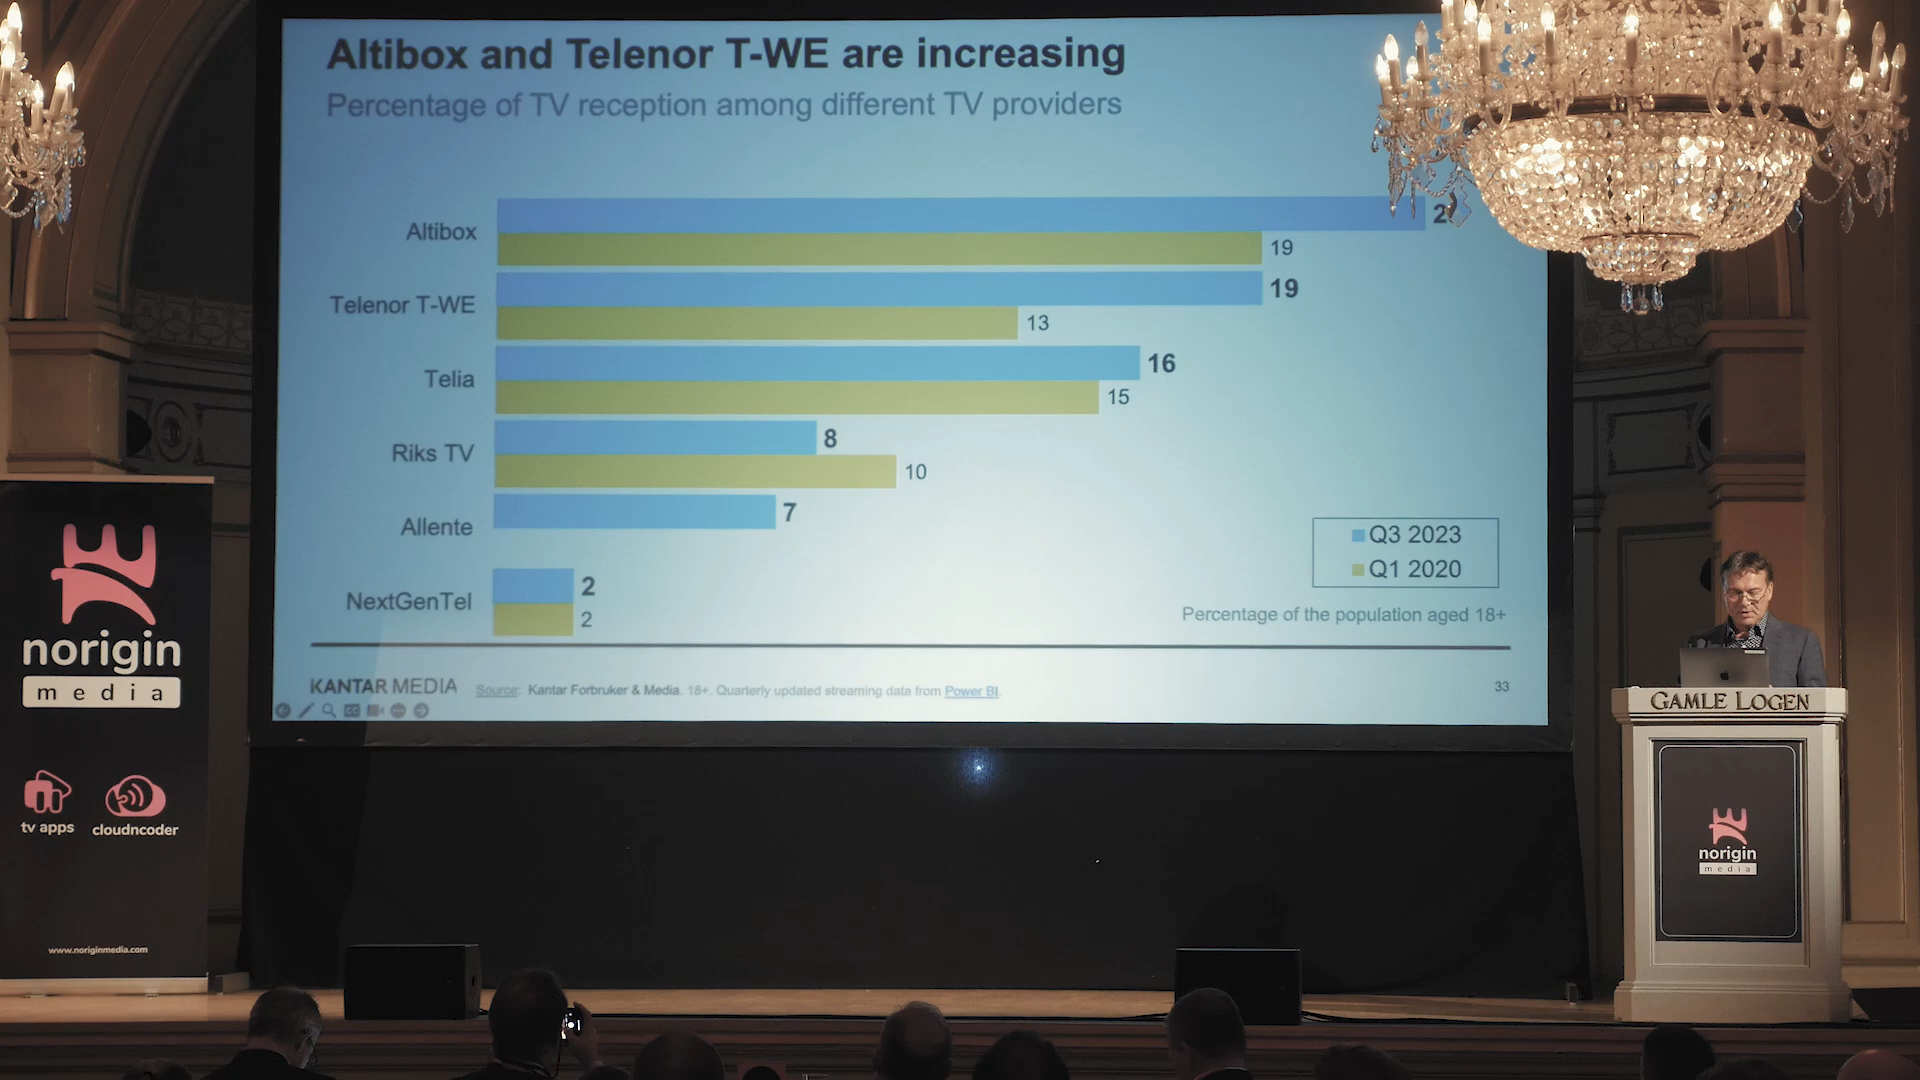 Altibox and Telenor T-WE are increasing
Percentage of TV reception among different TV providers
Altibox
19
Telenor T-WE 19
13
Telia 16
15
Riks TV 8
10
Allente 7
NextGenTel 2
2
Q3 2023
Q1 2020
Percentage of the population aged 18+
KANTAR MEDIA
Source: Kantar Forbruker & Media. 18+. Quarterly updated streaming data from Power BI.
33
norigin
media
tv apps
cloudncoder
www.noriginmedia.com
GAMLE LOGEN
norigin
media